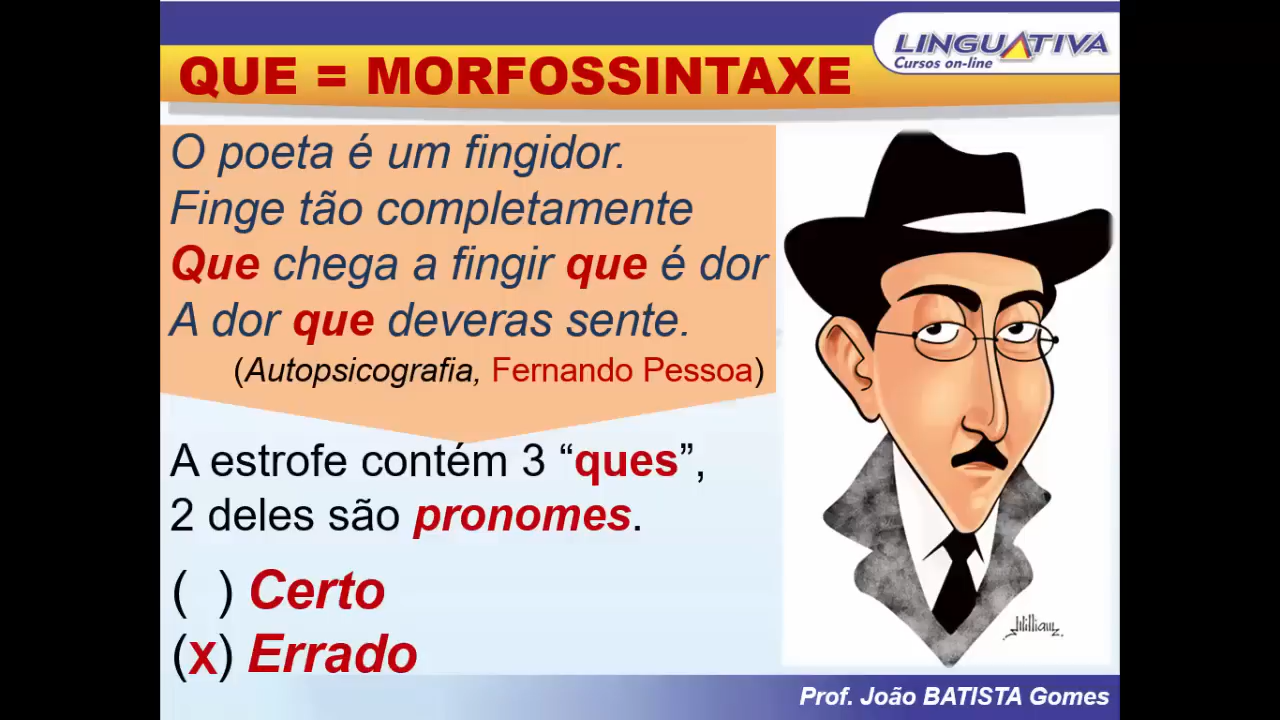 LINGUATIVA
Cursos on-line
QUE = MORFOSSINTAXE
O poeta é um fingidor.
Finge tão completamente
Que chega a fingir que é dor
A dor que deveras sente.
(Autopsicografia, Fernando Pessoa)
A estrofe contém 3 “ques”,
2 deles são pronomes.
( ) Certo
(x) Errado
Prof. João BATISTA Gomes